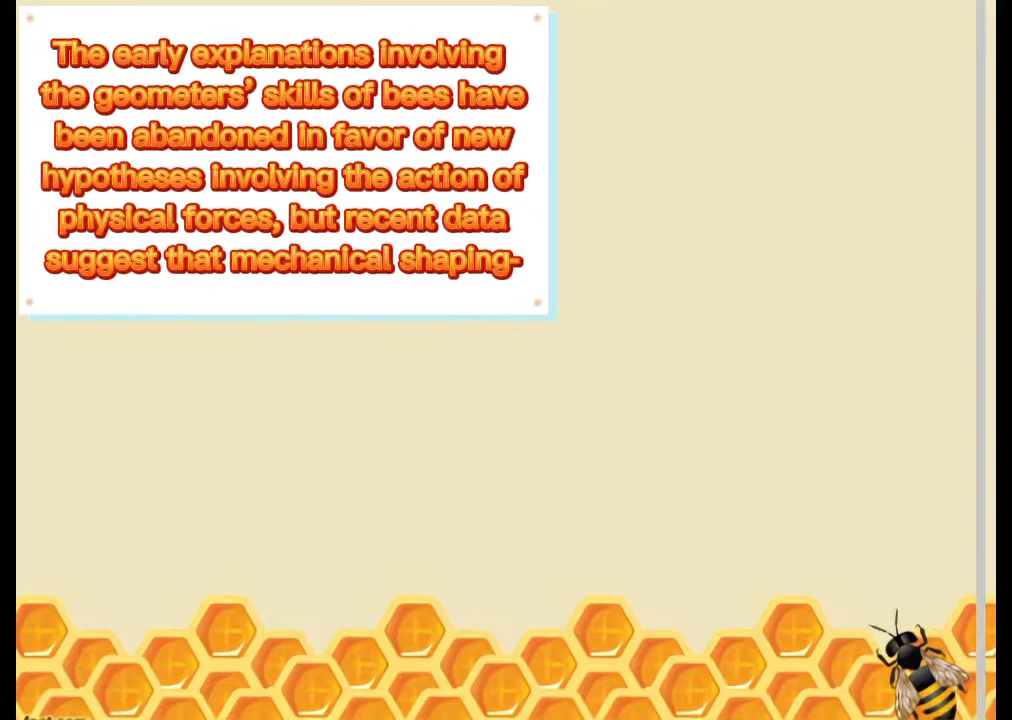 The early explanations involving
the geometers’ skills of bees have
been abandoned in favor of new
hypotheses involving the action of
physical forces, but recent data
suggest that mechanical shaping-